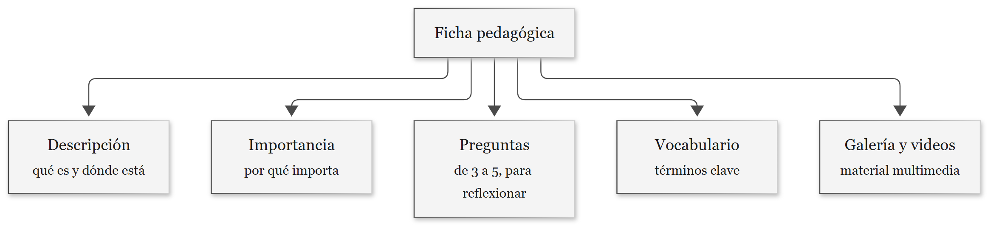 Ficha pedagógica
Descripción
qué es y dónde está
Importancia
por qué importa
Preguntas
de 3 a 5, para
reflexionar
Vocabulario
términos clave
Galería y videos
material multimedia